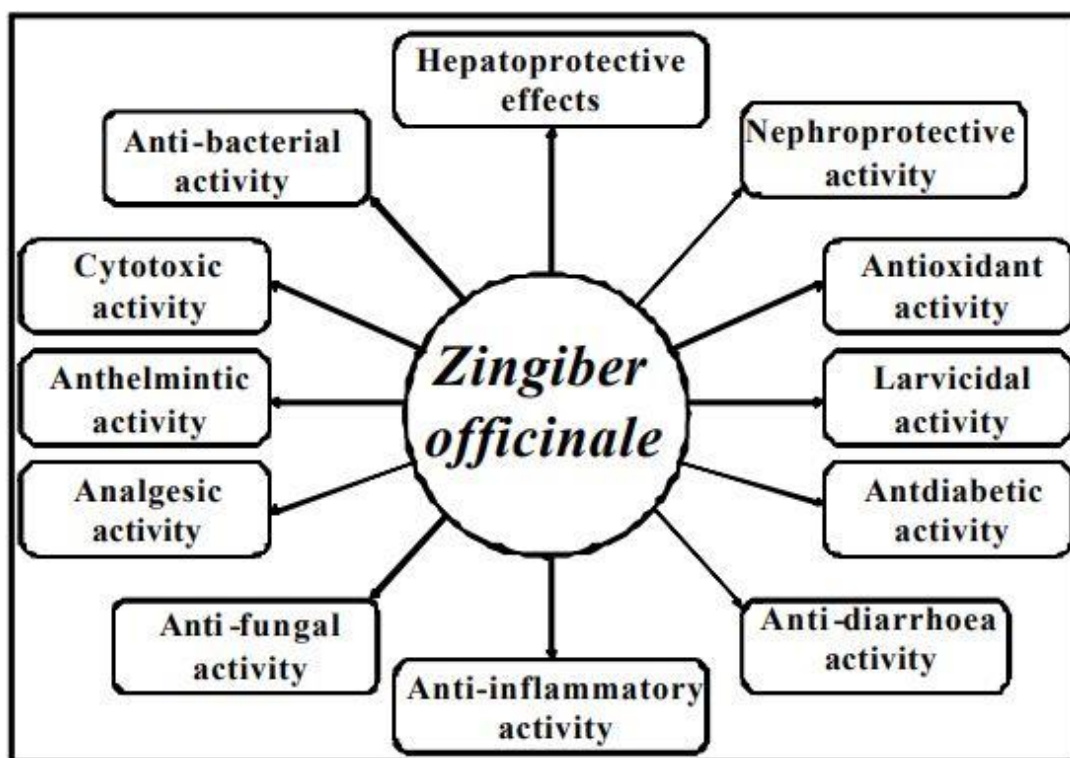 Hepatoprotective
effects
Nephroprotective
activity
Antioxidant
activity
Larvicidal
activity
Antdiabetic
activity
Anti-diarrhoea
activity
Anti-inflammatory
activity
Anti-fungal
activity
Analgesic
activity
Anthelmintic
activity
Cytotoxic
activity
Anti-bacterial
activity
Zingiber
officinale